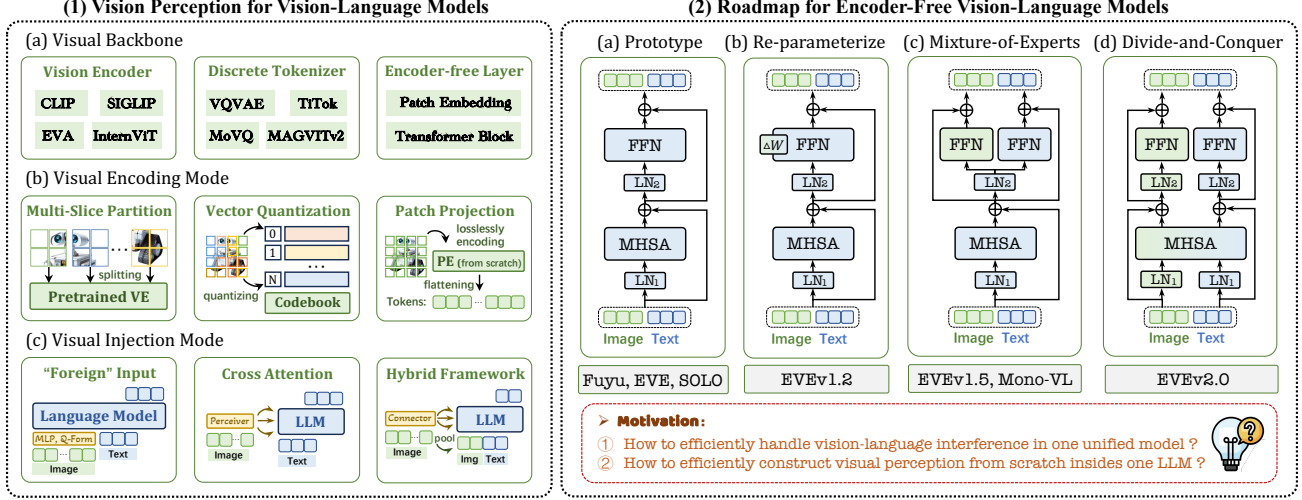 (1) Vision Perception for Vision-Language Models
(a) Visual Backbone
Vision Encoder
CLIP SIGLIP
EVA InternViT
Discrete Tokenizer
VQVAE TiTok
MoVQ MAGVITv2
Encoder-free Layer
Patch Embedding
Transformer Block
(b) Visual Encoding Mode
Multi-Slice Partition
...
splitting
Pretrained VE
Vector Quantization
0
1
...
N
quantizing
Codebook
Patch Projection
losslessly
encoding
PE (from scratch)
flattening
Tokens: ...
(c) Visual Injection Mode
"Foreign" Input
Language Model
MLP, Q-Form
...
Text
Image
Cross Attention
Perceiver
LLM
...
Image
Text
Hybrid Framework
Connector
LLM
...
pool
Image
Img Text
(2) Roadmap for Encoder-Free Vision-Language Models
(a) Prototype
FFN
LN2
MHSA
LN1
Image Text
Fuyu, EVE, SOLO
(b) Re-parameterize
ΔW FFN
LN2
MHSA
LN1
Image Text
EVEv1.2
(c) Mixture-of-Experts
FFN FFN
LN2
MHSA
LN1
Image Text
EVEv1.5, Mono-VL
(d) Divide-and-Conquer
FFN FFN
LN2 LN2
MHSA
LN1 LN1
Image Text
EVEv2.0
➢ Motivation:
① How to efficiently handle vision-language interference in one unified model ?
② How to efficiently construct visual perception from scratch insides one LLM ?
?